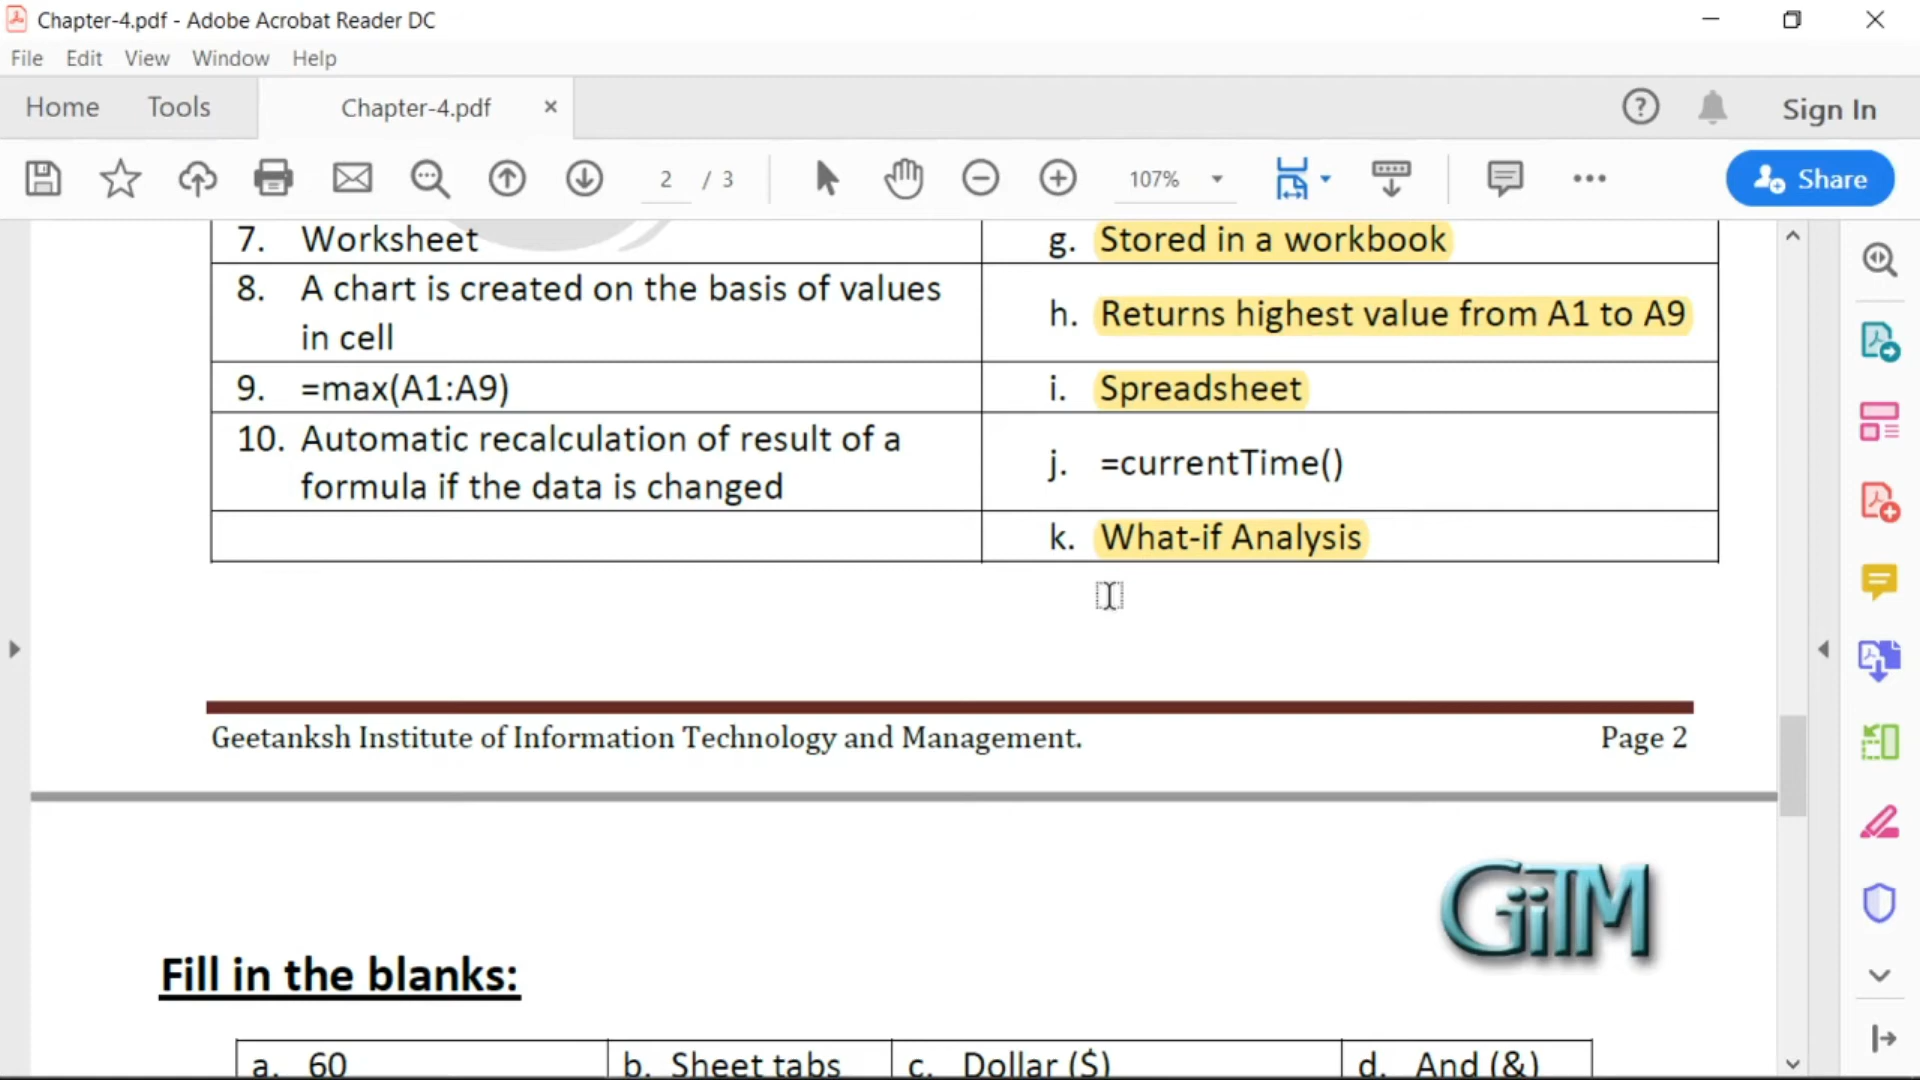 Chapter-4.pdf - Adobe Acrobat Reader DC
File Edit View Window Help
Home Tools Chapter-4.pdf × Sign In
2 / 3 107% Share
7. Worksheet g. Stored in a workbook
8. A chart is created on the basis of values
in cell
h. Returns highest value from A1 to A9
9. =max(A1:A9) i. Spreadsheet
10. Automatic recalculation of result of a
formula if the data is changed
j. =currentTime()
k. What-if Analysis
Geetanksh Institute of Information Technology and Management. Page 2
GiiTM
Fill in the blanks:
a. 60 b. Sheet tabs c. Dollar ($) d. And (&)